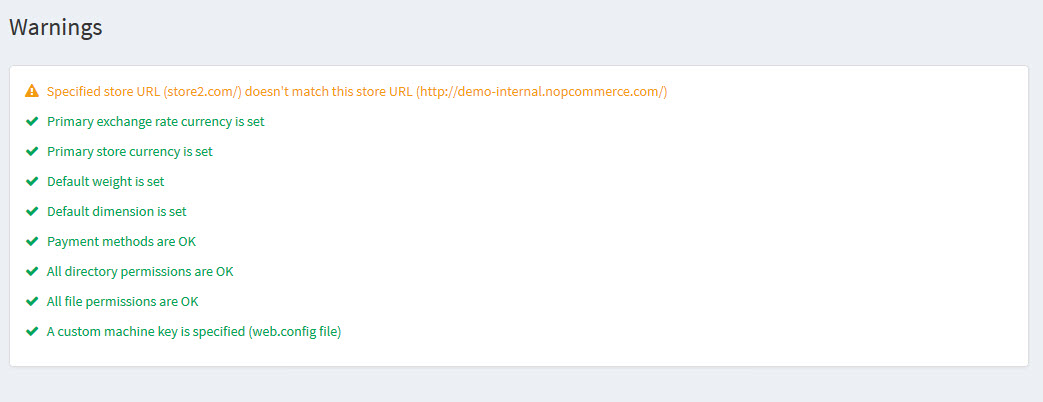 Warnings
Specified store URL (store2.com/) doesn't match this store URL (http://demo-internal.nopcommerce.com/)
Primary exchange rate currency is set
Primary store currency is set
Default weight is set
Default dimension is set
Payment methods are OK
All directory permissions are OK
All file permissions are OK
A custom machine key is specified (web.config file)